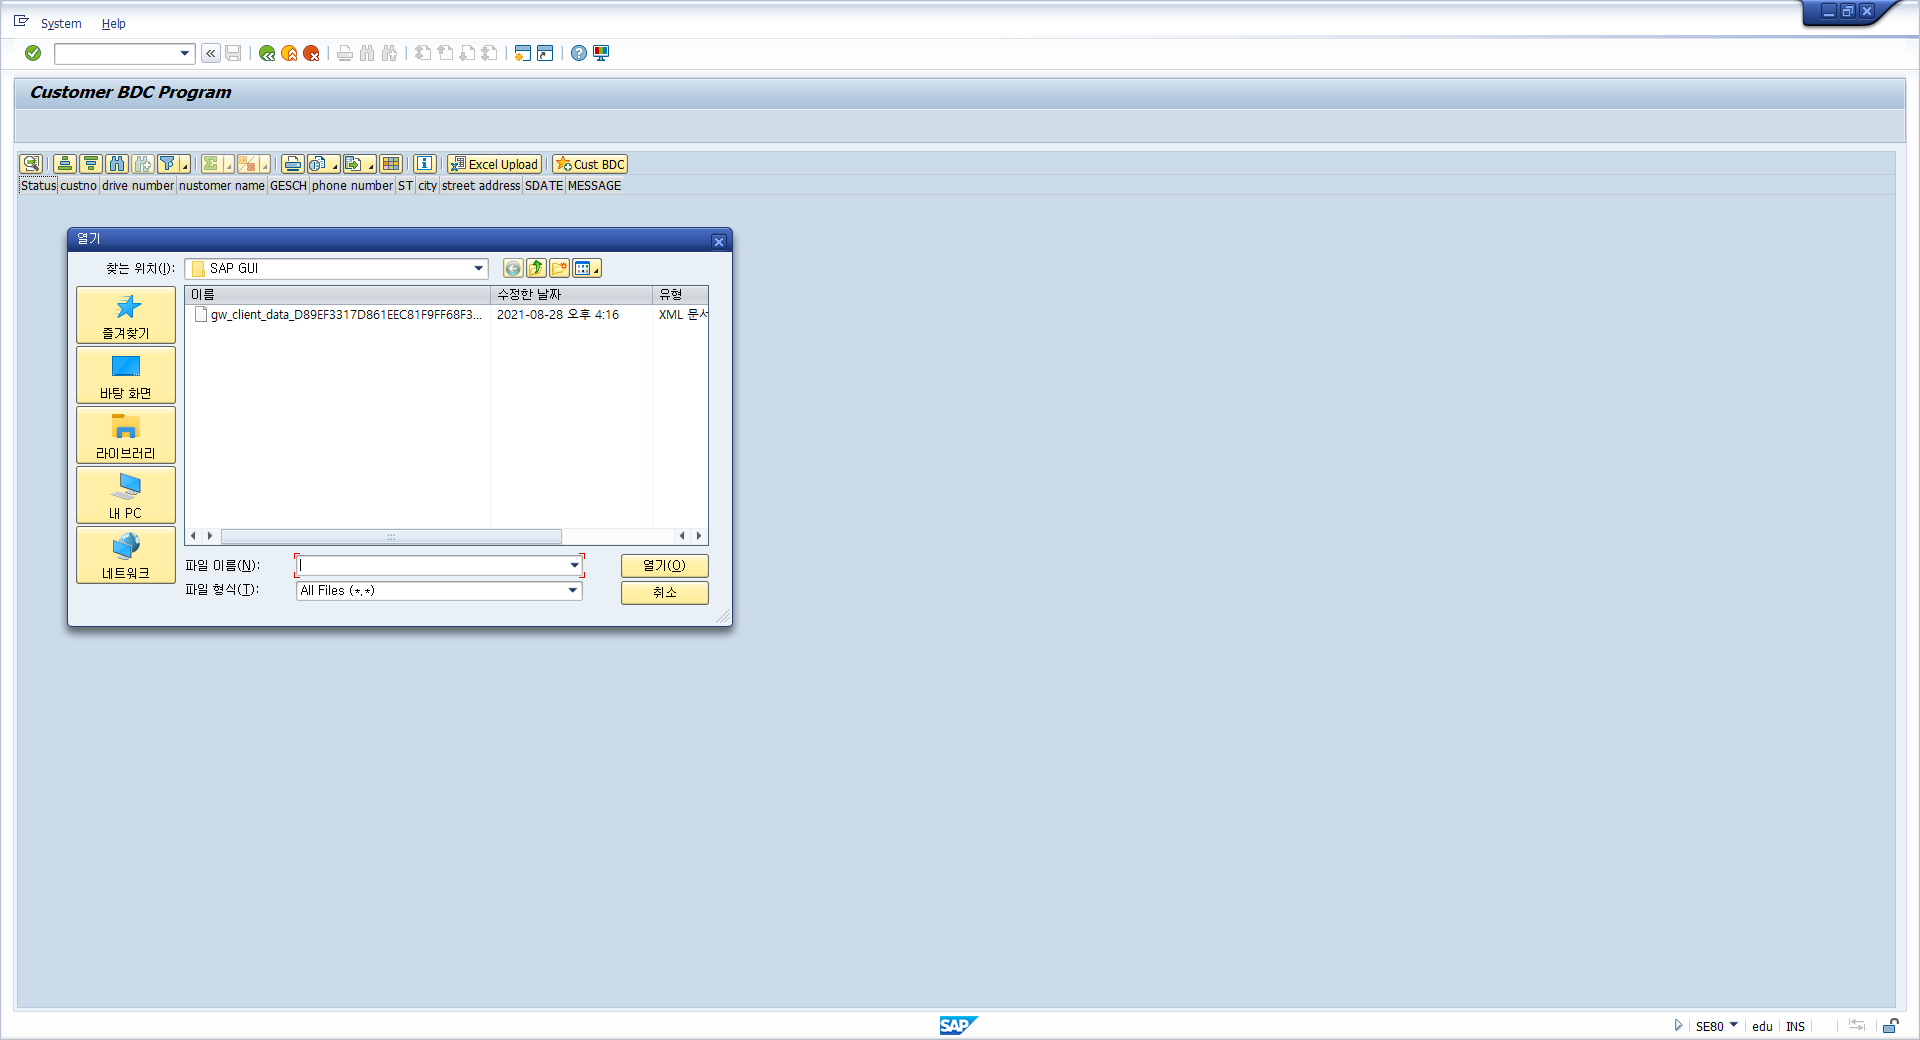 System Help
Customer BDC Program
Excel Upload Cust BDC
Status custno drive number nustomer name GESCH phone number ST city street address SDATE MESSAGE
열기
찾는 위치(I): SAP GUI
이름 수정한 날짜 유형
gw_client_data_D89EF3317D861EEC81F9FF68F3... 2021-08-28 오후 4:16 XML 문서
즐겨찾기
바탕 화면
라이브러리
내 PC
네트워크
파일 이름(N): 열기(O)
파일 형식(T): All Files (*.*) 취소
SAP SE80 edu INS